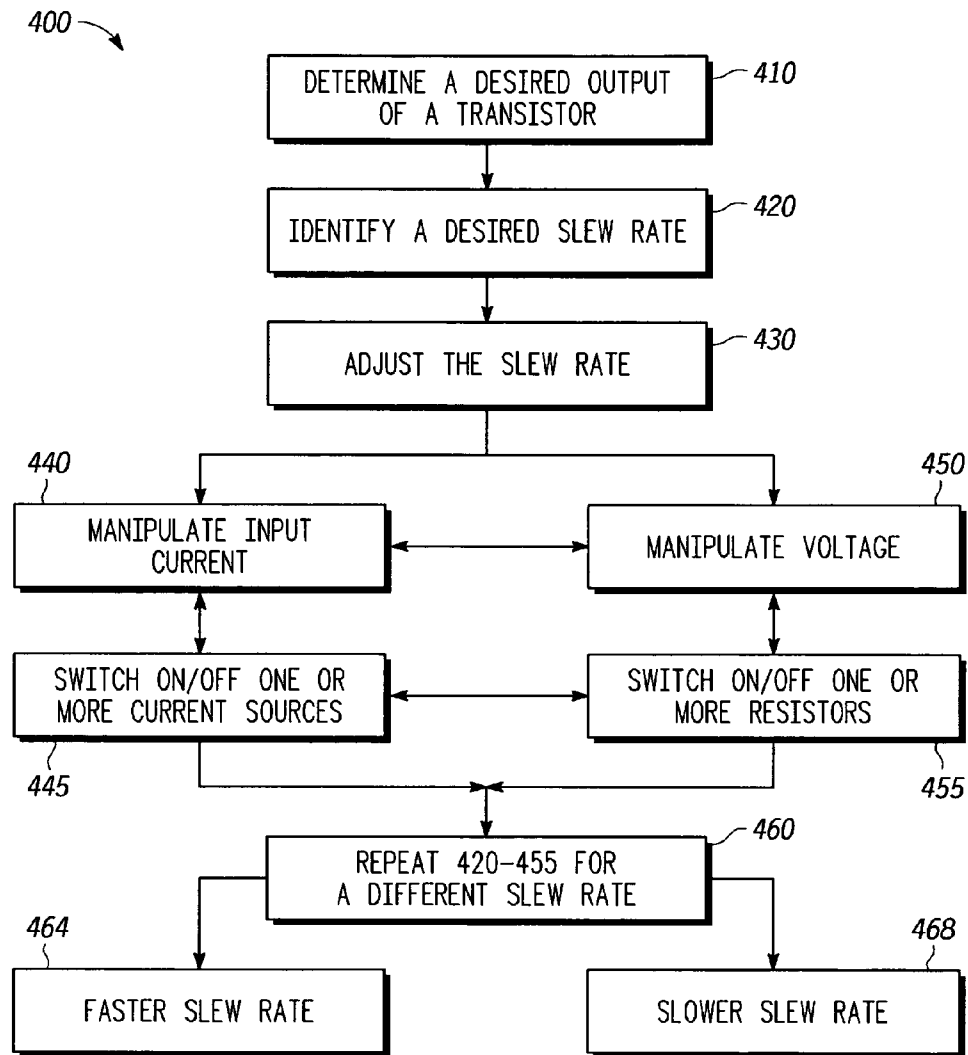 400
DETERMINE A DESIRED OUTPUT
OF A TRANSISTOR
410
IDENTIFY A DESIRED SLEW RATE
420
ADJUST THE SLEW RATE
430
440
MANIPULATE INPUT
CURRENT
450
MANIPULATE VOLTAGE
SWITCH ON/OFF ONE OR
MORE CURRENT SOURCES
445
SWITCH ON/OFF ONE OR
MORE RESISTORS
455
460
REPEAT 420-455 FOR
A DIFFERENT SLEW RATE
464
FASTER SLEW RATE
468
SLOWER SLEW RATE